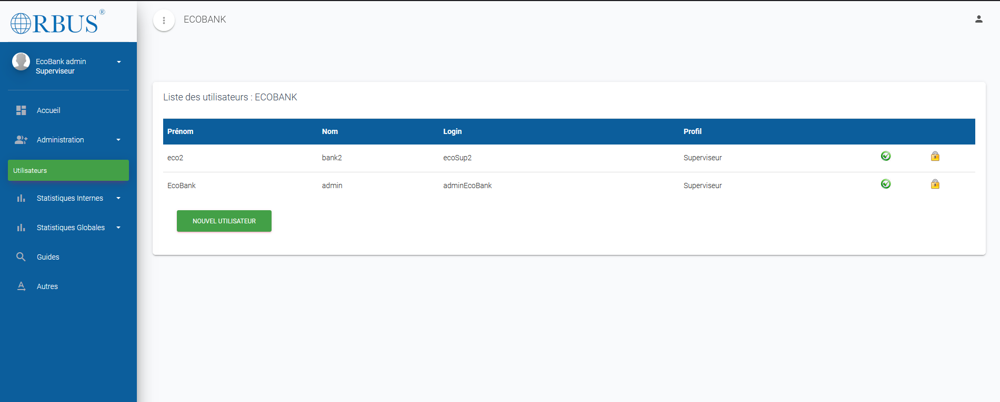 ORBUS®
ECOBANK
EcoBank admin
Superviseur
Accueil
Administration
Utilisateurs
Statistiques Internes
Statistiques Globales
Guides
Autres
Liste des utilisateurs : ECOBANK
Prénom Nom Login Profil
eco2 bank2 ecoSup2 Superviseur
EcoBank admin adminEcoBank Superviseur
NOUVEL UTILISATEUR